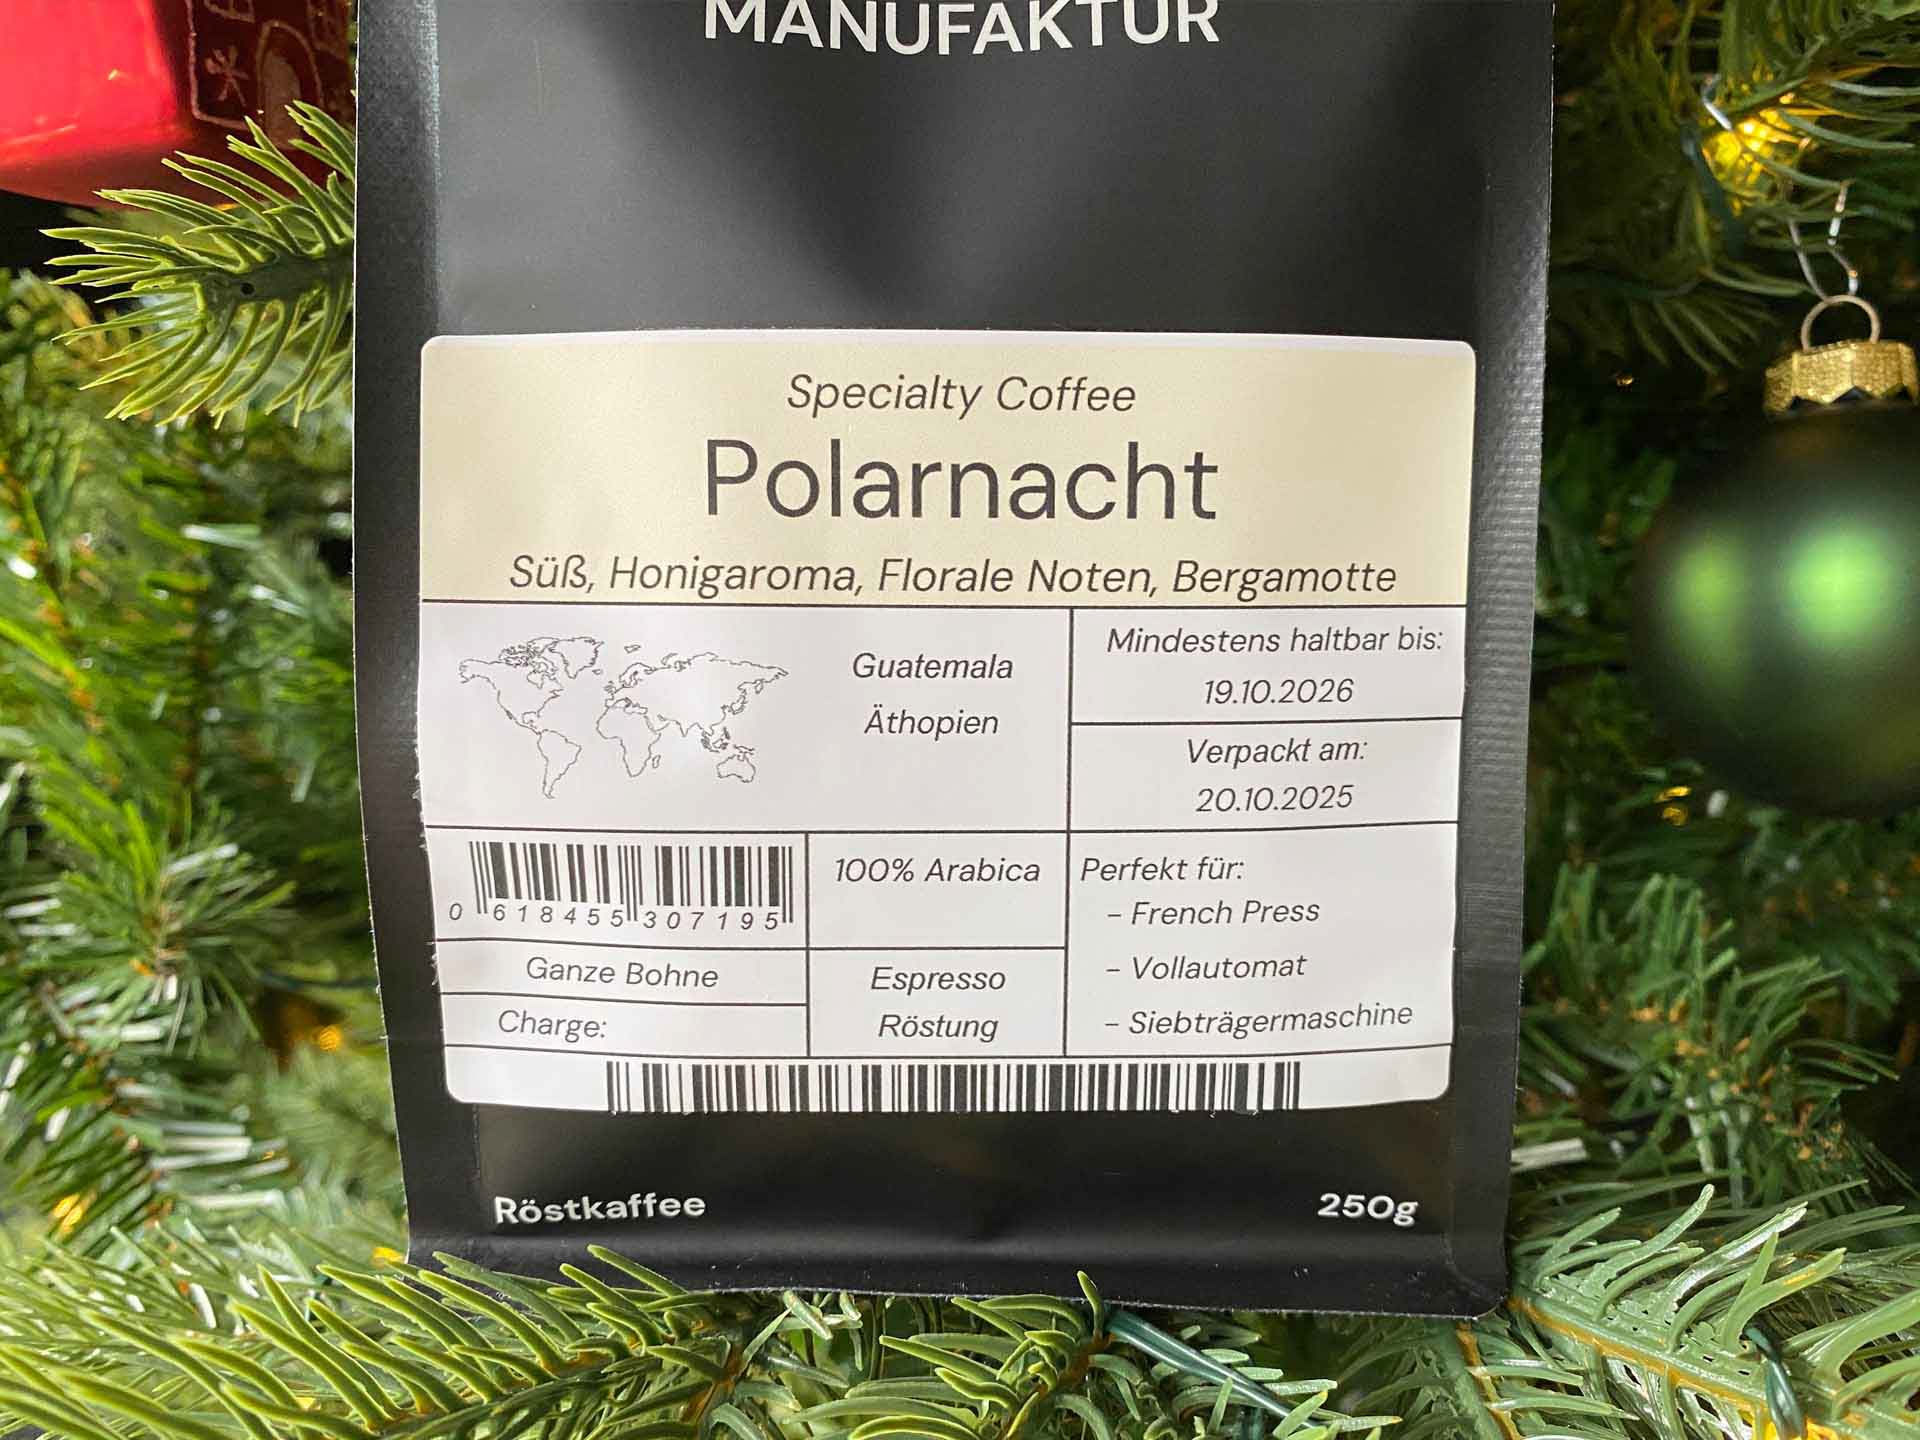 MANUFAKTUR
Specialty Coffee
Polarnacht
Süß, Honigaroma, Florale Noten, Bergamotte
Guatemala
Äthopien
Mindestens haltbar bis:
19.10.2026
Verpackt am:
20.10.2025
0 618455 307195
100% Arabica
Perfekt für:
– French Press
– Vollautomat
– Siebträgermaschine
Ganze Bohne
Charge:
Espresso
Röstung
Röstkaffee
250g